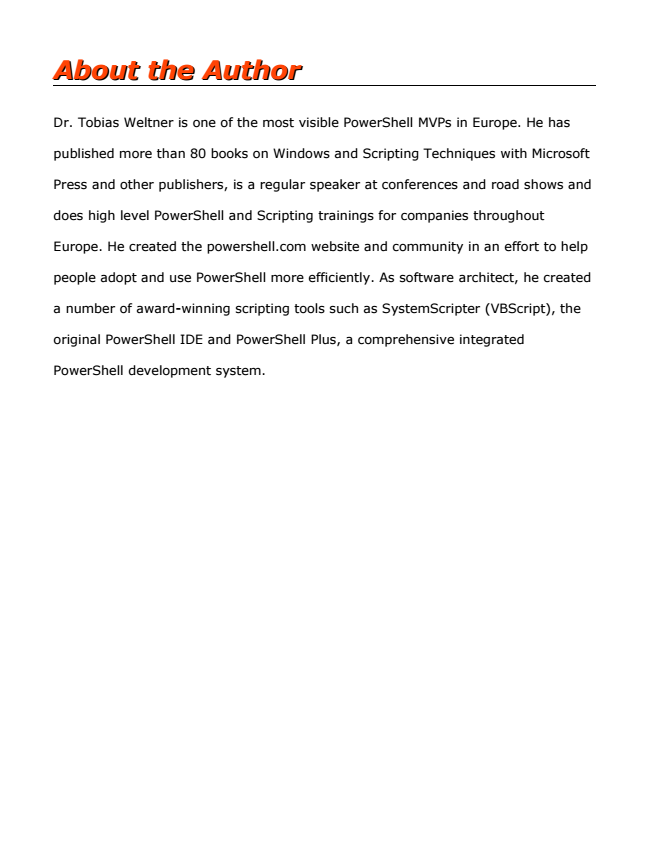 About the Author
Dr. Tobias Weltner is one of the most visible PowerShell MVPs in Europe. He has
published more than 80 books on Windows and Scripting Techniques with Microsoft
Press and other publishers, is a regular speaker at conferences and road shows and
does high level PowerShell and Scripting trainings for companies throughout
Europe. He created the powershell.com website and community in an effort to help
people adopt and use PowerShell more efficiently. As software architect, he created
a number of award-winning scripting tools such as SystemScripter (VBScript), the
original PowerShell IDE and PowerShell Plus, a comprehensive integrated
PowerShell development system.